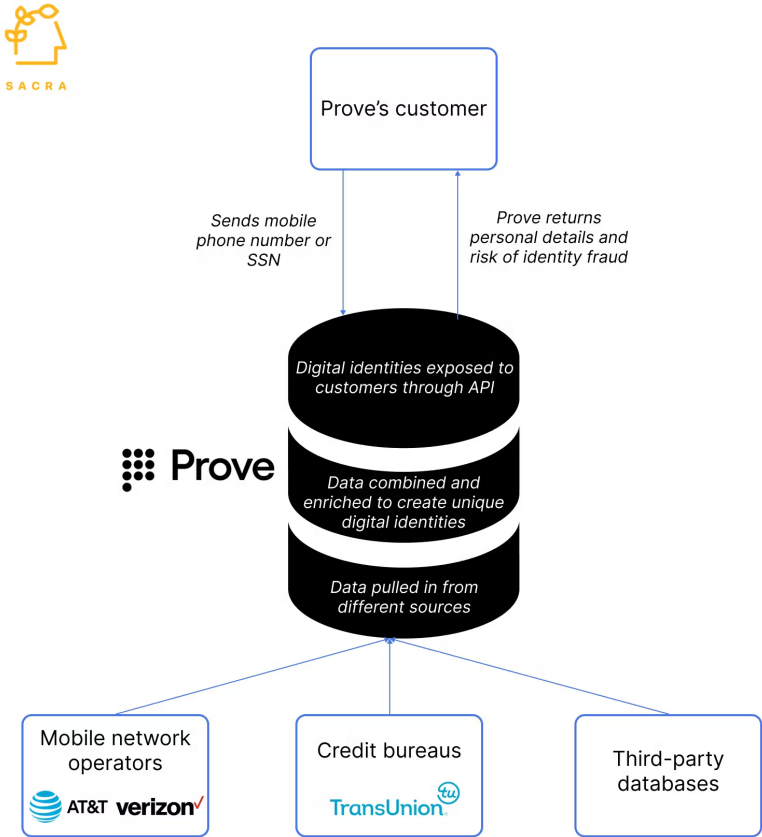 SACRA
Prove’s customer
Sends mobile
phone number or
SSN
Prove returns
personal details and
risk of identity fraud
Digital identities exposed to
customers through API
Prove
Data combined and
enriched to create unique
digital identities
Data pulled in from
different sources
Mobile network
operators
AT&T verizon
Credit bureaus
tu
TransUnion
Third-party
databases